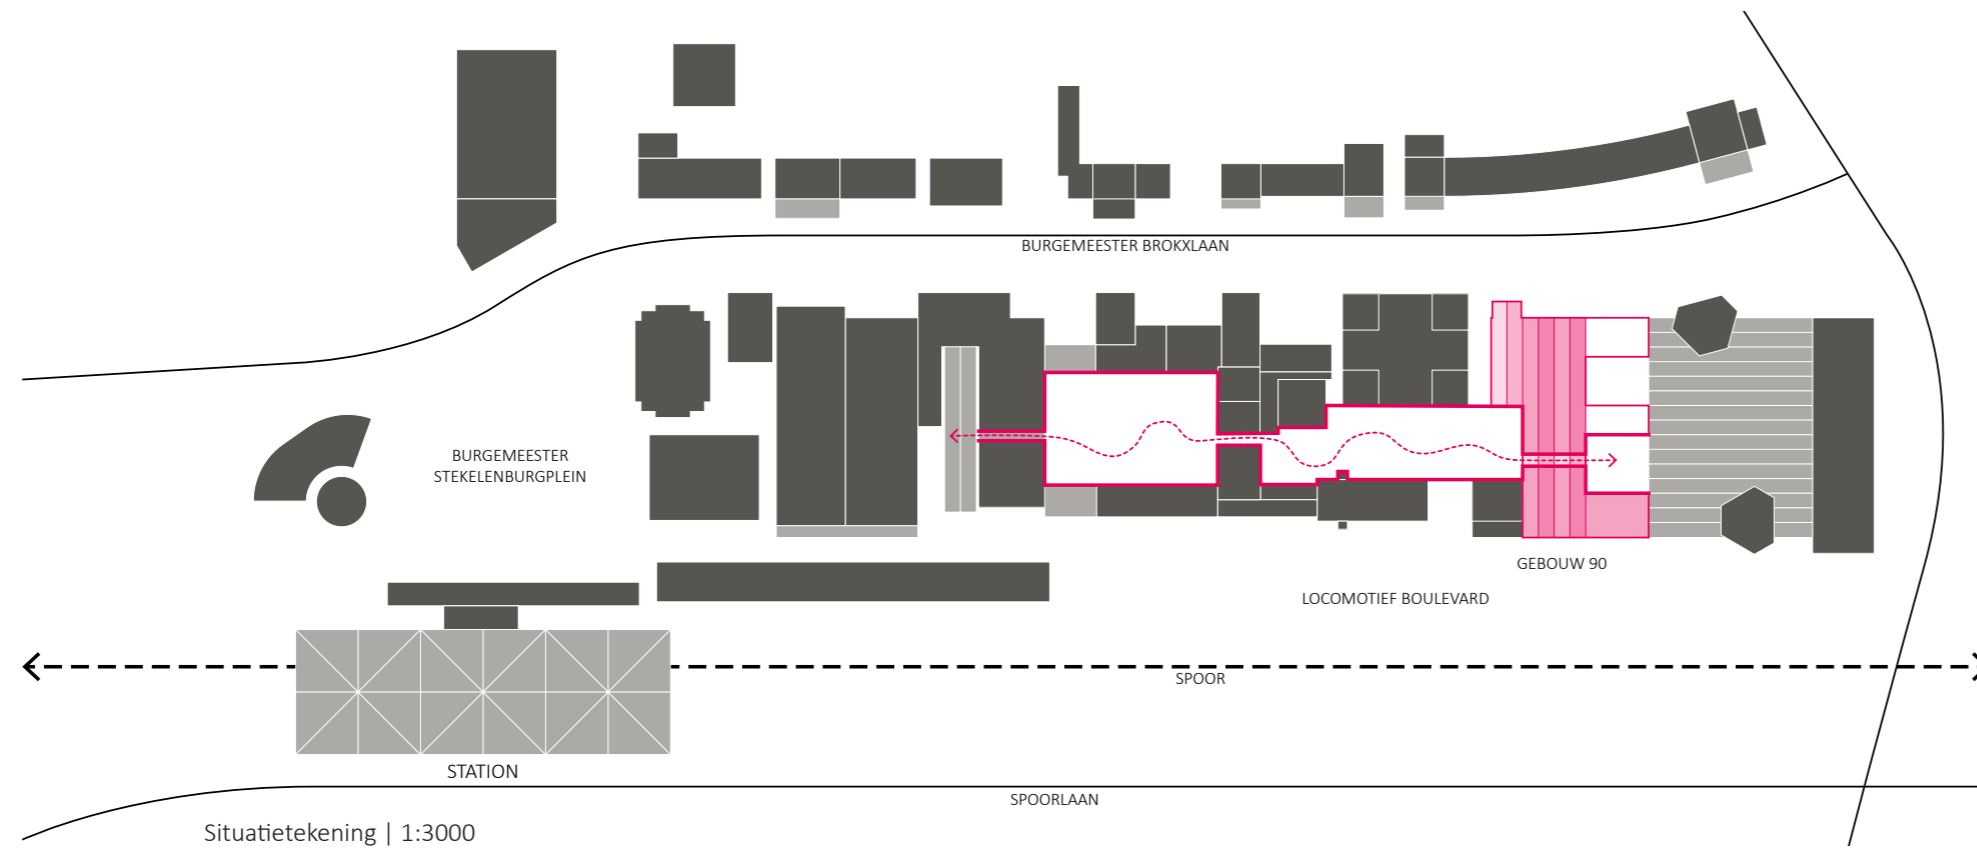 BURGEMEESTER BROKXLAAN
BURGEMEESTER
STEKELENBURGPLEIN
GEBOUW 90
LOCOMOTIEF BOULEVARD
SPOOR
STATION
SPOORLAAN
Situatietekening | 1:3000